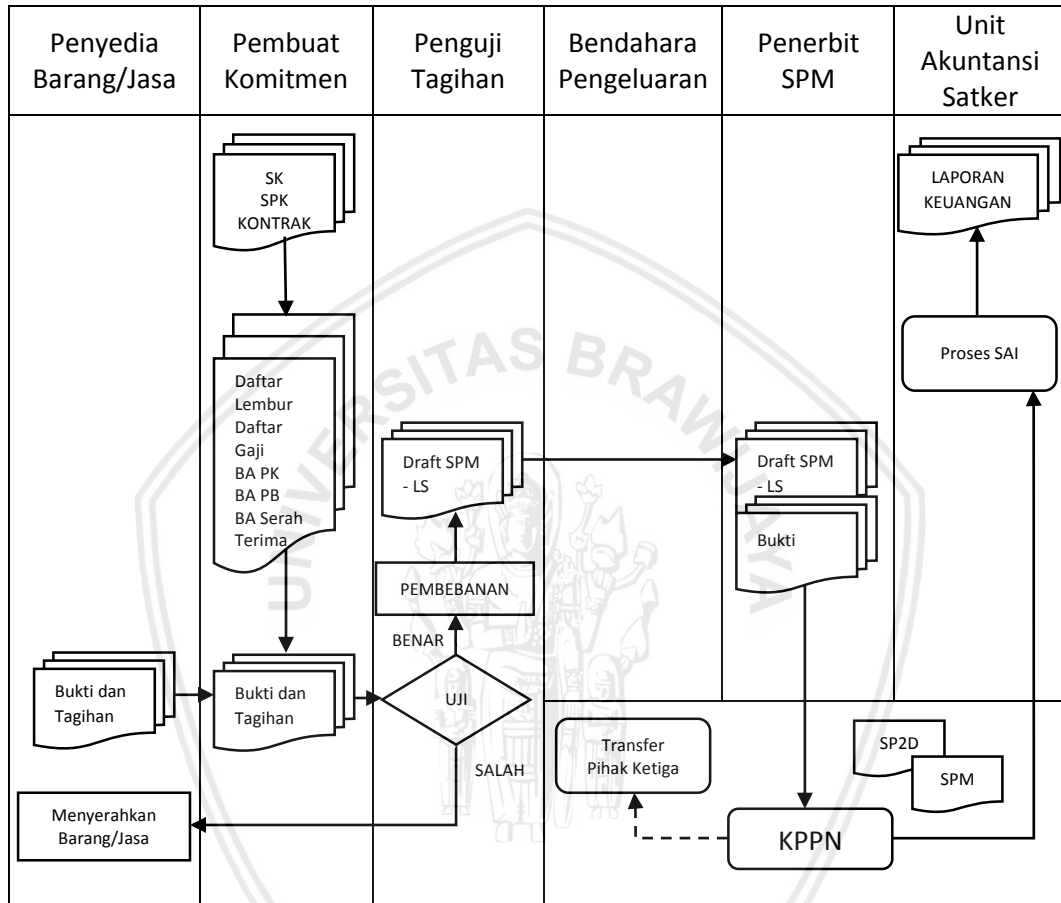 Penyedia
Barang/Jasa
Pembuat
Komitmen
Penguji
Tagihan
Bendahara
Pengeluaran
Penerbit
SPM
Unit
Akuntansi
Satker
SK
SPK
KONTRAK
LAPORAN
KEUANGAN
Proses SAI
Daftar
Lembur
Daftar
Gaji
BA PK
BA PB
BA Serah
Terima
Draft SPM
- LS
Draft SPM
- LS
Bukti
PEMBEBANAN
BENAR
Bukti dan
Tagihan
Bukti dan
Tagihan
UJI
SALAH
Transfer
Pihak Ketiga
SP2D
SPM
Menyerahkan
Barang/Jasa
KPPN
UNIVERSITAS BRAWIJAYA